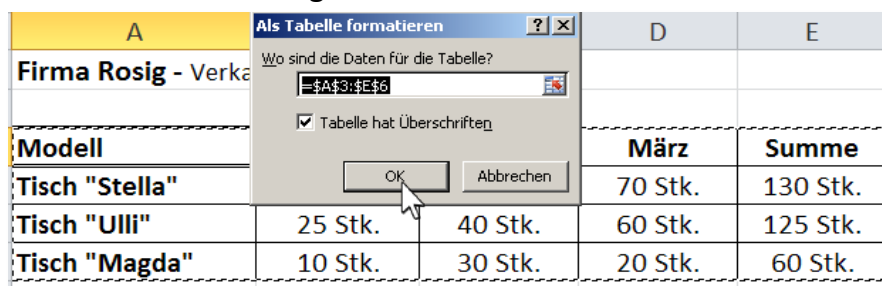 A D E
Als Tabelle formatieren ? X
Firma Rosig - Verka
Wo sind die Daten für die Tabelle?
=$A$3:$E$6
Tabelle hat Überschriften
OK Abbrechen
Modell März Summe
Tisch "Stella" 70 Stk. 130 Stk.
Tisch "Ulli" 25 Stk. 40 Stk. 60 Stk. 125 Stk.
Tisch "Magda" 10 Stk. 30 Stk. 20 Stk. 60 Stk.